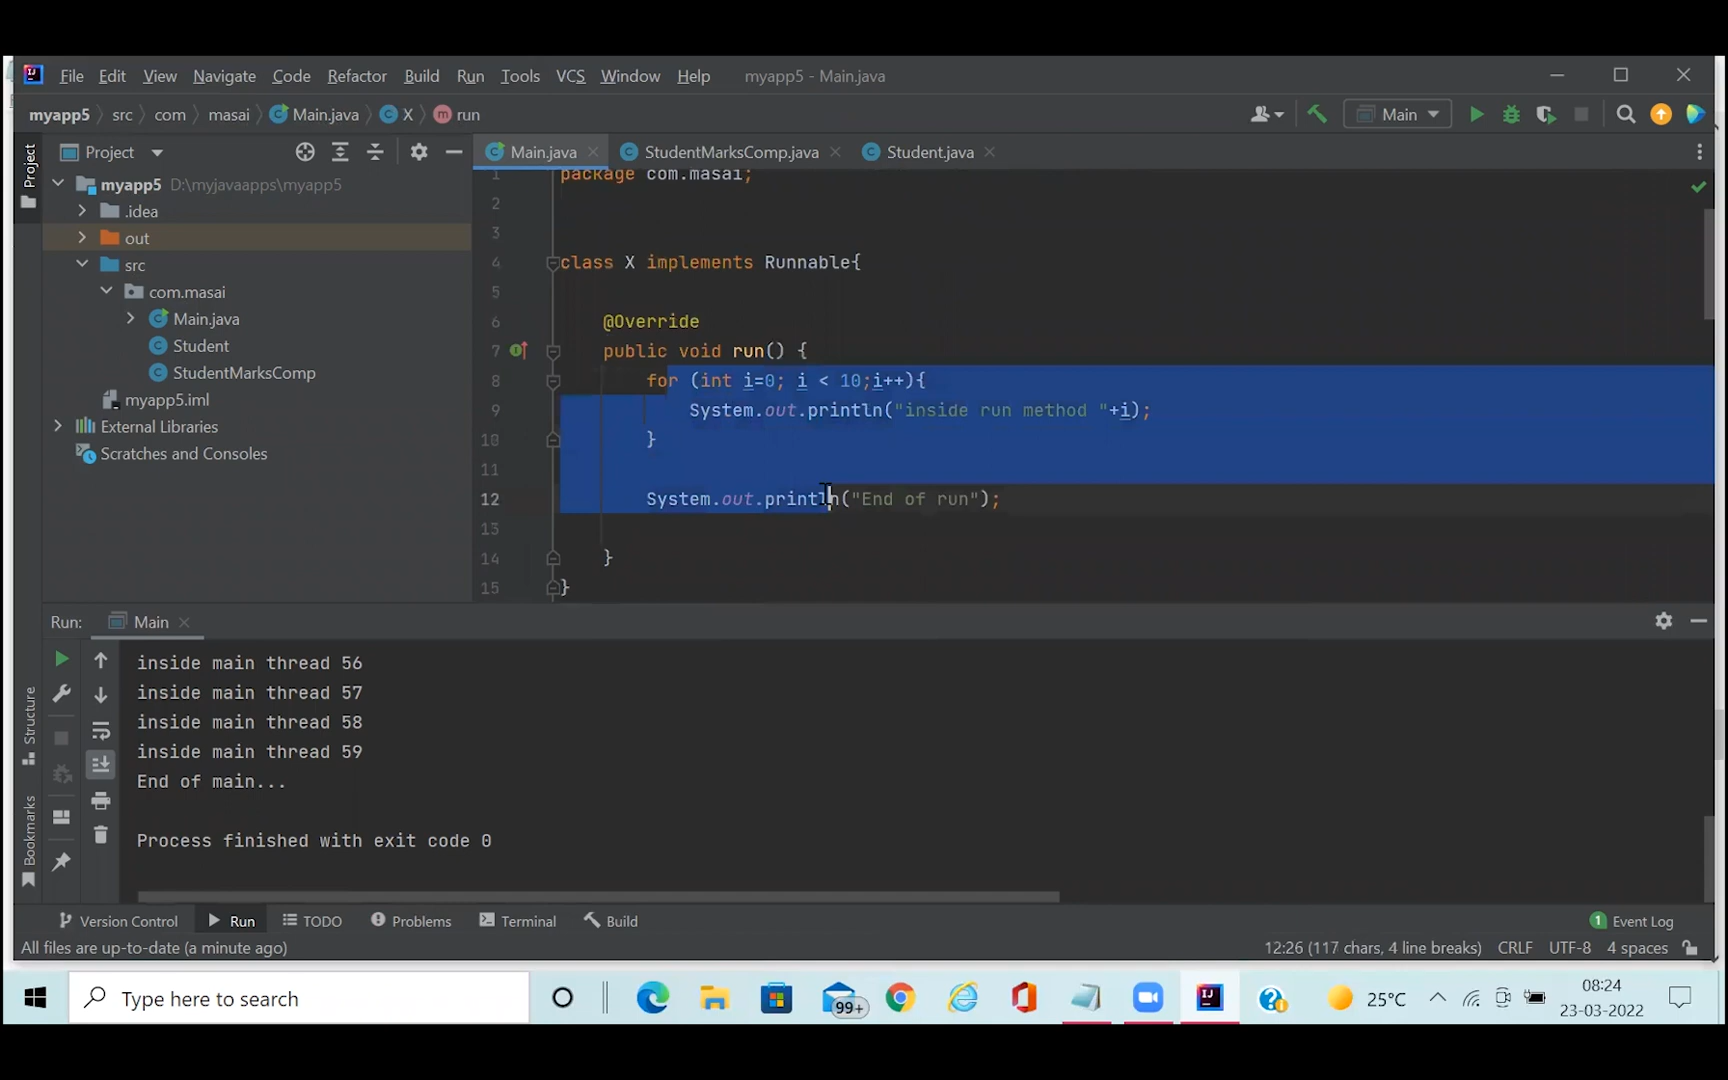 File Edit View Navigate Code Refactor Build Run Tools VCS Window Help myapp5 - Main.java
myapp5 src com masai Main.java X run Main
Project
Project
Main.java StudentMarksComp.java Student.java
myapp5 D:\myjavaapps\myapp5
.idea
out
src
com.masai
Main.java
Student
StudentMarksComp
myapp5.iml
External Libraries
Scratches and Consoles
1 package com.masai;
2
3
4 class X implements Runnable{
5
6 @Override
7 public void run() {
8 for (int i=0; i < 10;i++){
9 System.out.println("inside run method "+i);
10 }
11
12 System.out.println("End of run");
13
14 }
15 }
Run: Main
inside main thread 56
inside main thread 57
inside main thread 58
inside main thread 59
End of main...
Process finished with exit code 0
Structure
Bookmarks
Version Control Run TODO Problems Terminal Build 1 Event Log
All files are up-to-date (a minute ago) 12:26 (117 chars, 4 line breaks) CRLF UTF-8 4 spaces
Type here to search 99+ 25°C 08:24
23-03-2022